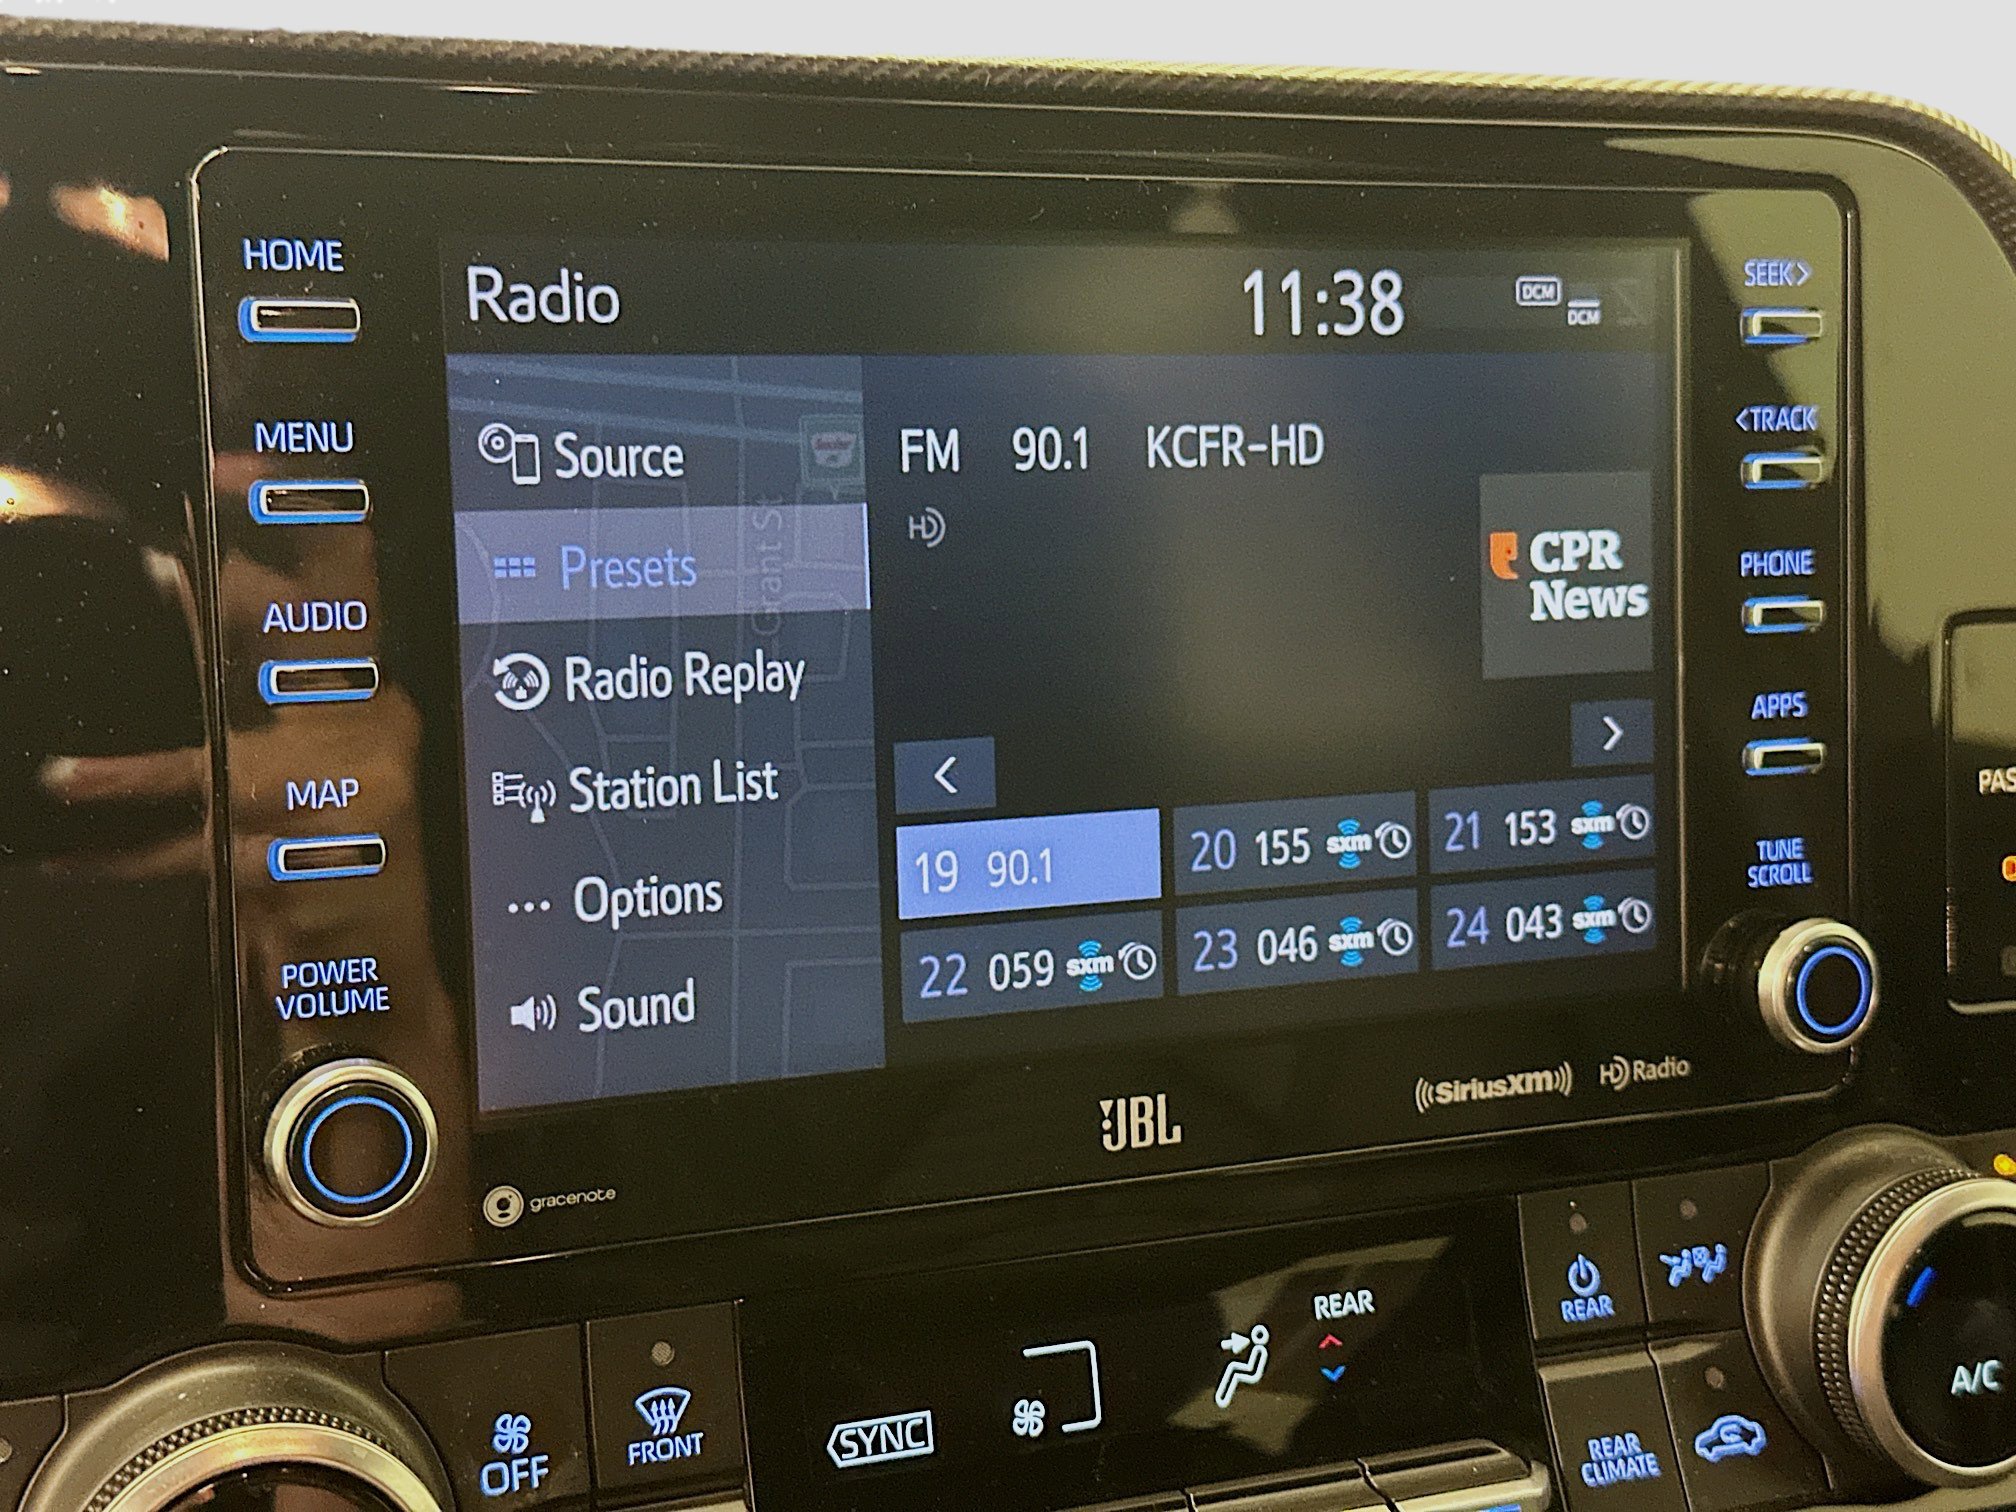 HOME
MENU
AUDIO
MAP
POWER
VOLUME
Radio
11:38
DCM
DCM
Source
Presets
Radio Replay
Station List
Options
Sound
Grant St
FM 90.1 KCFR-HD
HD
CPR
News
<
>
19 90.1
20 155 sxm
21 153 sxm
22 059 sxm
23 046 sxm
24 043 sxm
SEEK>
<TRACK
PHONE
APPS
TUNE
SCROLL
PAS
gracenote
JBL
SiriusXM
HD Radio
OFF
FRONT
SYNC
REAR
REAR
REAR
CLIMATE
A/C